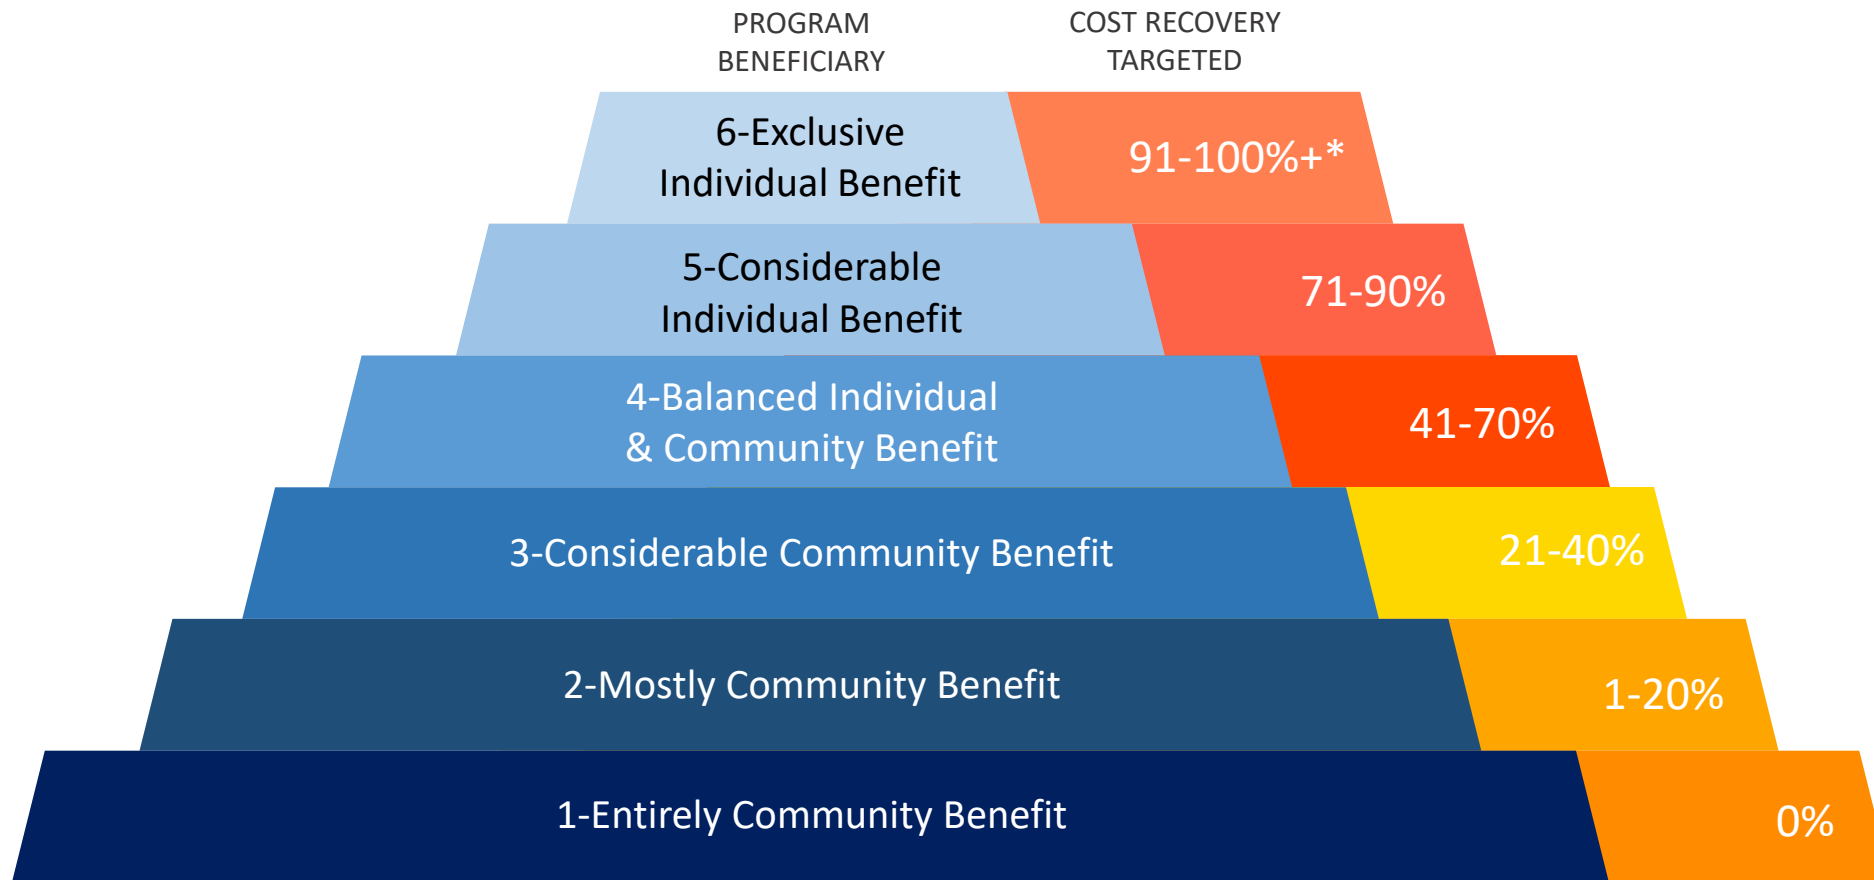 PROGRAM
BENEFICIARY
COST RECOVERY
TARGETED
6-Exclusive
Individual Benefit
91-100%+*
5-Considerable
Individual Benefit
71-90%
4-Balanced Individual
& Community Benefit
41-70%
3-Considerable Community Benefit
21-40%
2-Mostly Community Benefit
1-20%
1-Entirely Community Benefit
0%